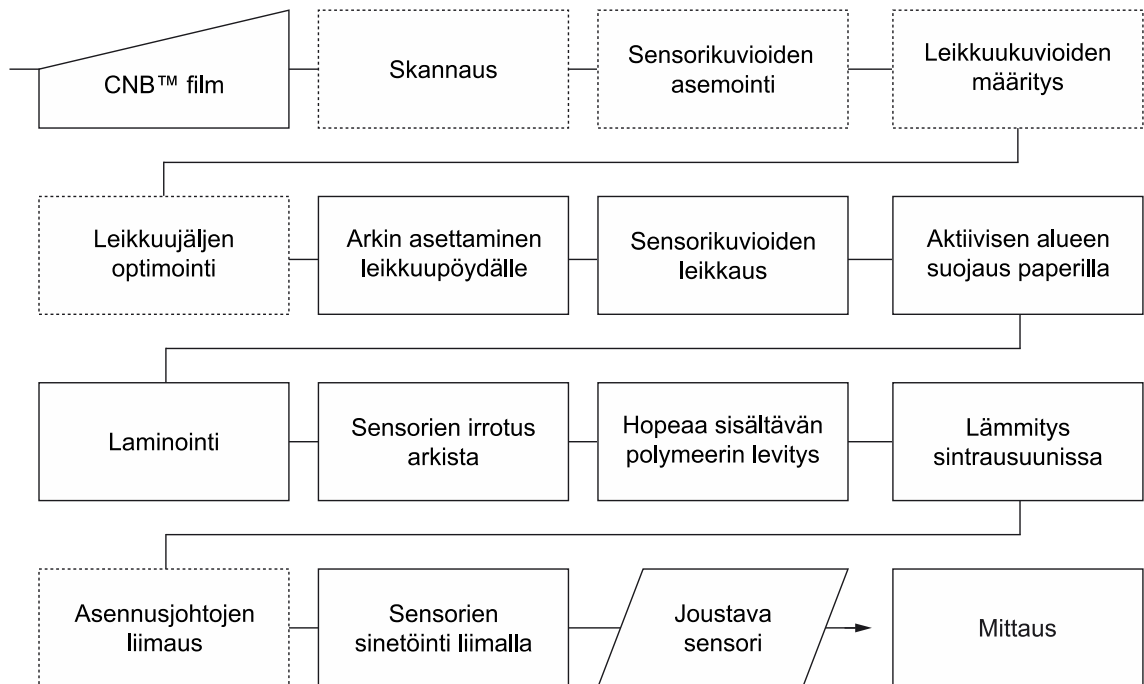 CNB™ film
Skannaus
Sensorikuvioiden
asemointi
Leikkuukuvioiden
määritys
Leikkuujäljen
optimointi
Arkin asettaminen
leikkuupöydälle
Sensorikuvioiden
leikkaus
Aktiivisen alueen
suojaus paperilla
Laminointi
Sensorien irrotus
arkista
Hopeaa sisältävän
polymeerin levitys
Lämmitys
sintrausuunissa
Asennusjohtojen
liimaus
Sensorien
sinetöinti liimalla
Joustava
sensori
Mittaus